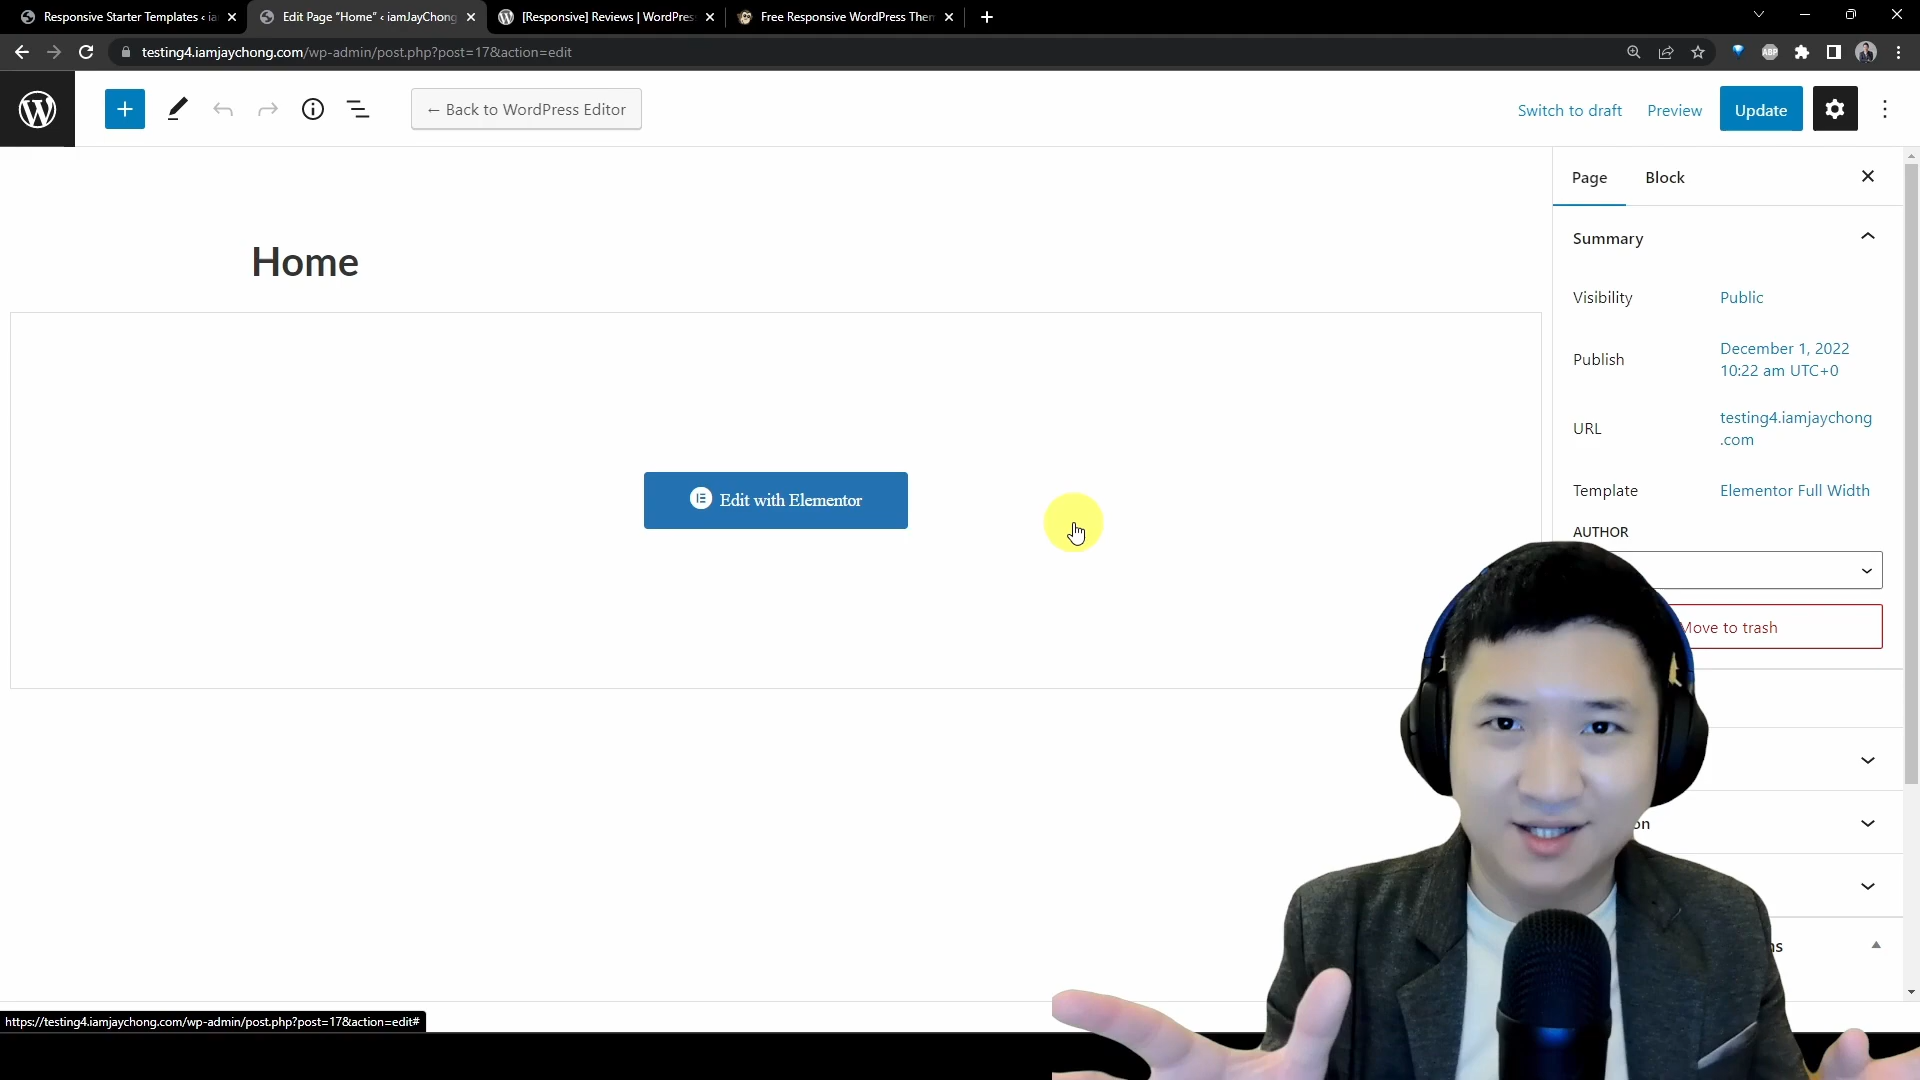 Responsive Starter Templates ‹ ia
Edit Page “Home” ‹ iamJayChong
[Responsive] Reviews | WordPres
Free Responsive WordPress Them
testing4.iamjaychong.com/wp-admin/post.php?post=17&action=edit
ABP
← Back to WordPress Editor
Switch to draft
Preview
Update
Page
Block
Home
Summary
Visibility
Public
Publish
December 1, 2022
10:22 am UTC+0
URL
testing4.iamjaychong
.com
Template
Elementor Full Width
AUTHOR
Edit with Elementor
Move to trash
on
ns
https://testing4.iamjaychong.com/wp-admin/post.php?post=17&action=edit#